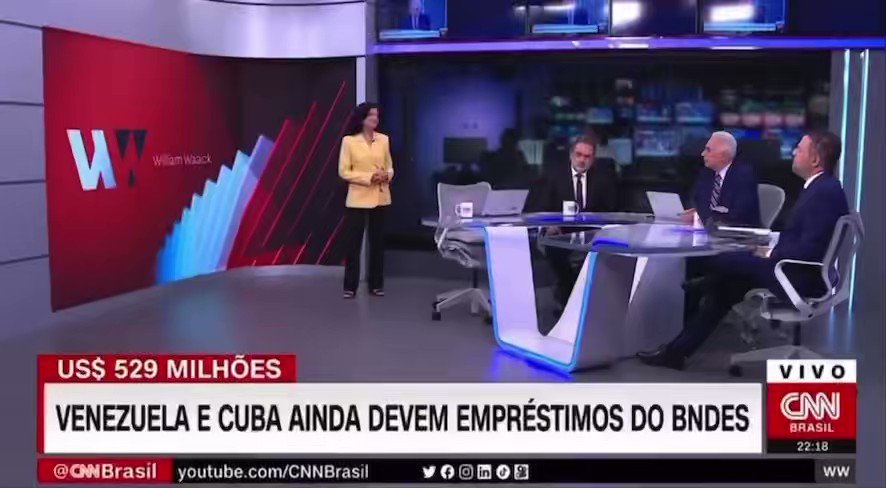 WW William Waack
US$ 529 MILHÕES
VENEZUELA E CUBA AINDA DEVEM EMPRÉSTIMOS DO BNDES
VIVO
CNN
BRASIL
22:18
@CNNBrasil youtube.com/CNNBrasil WW